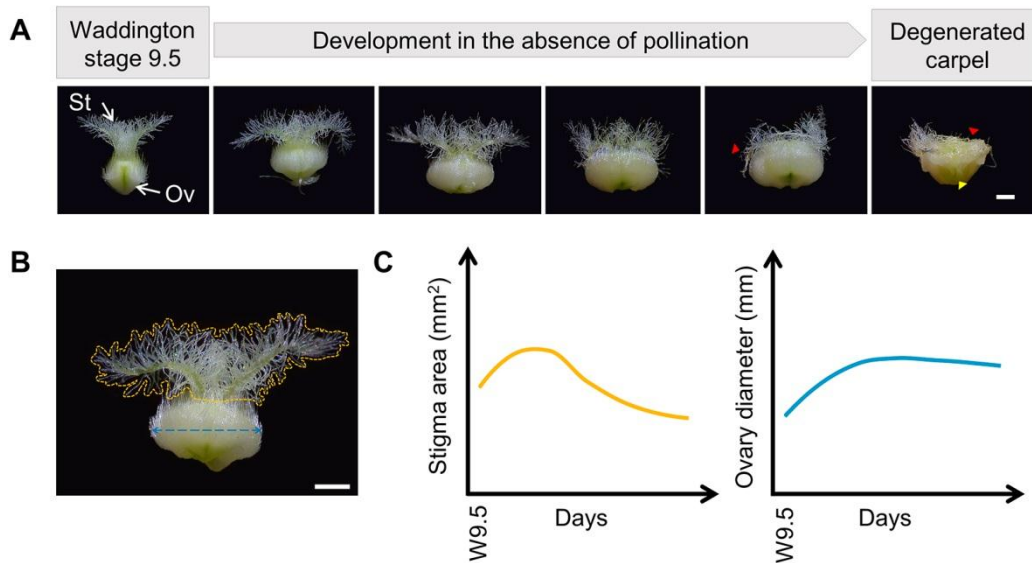 A
Waddington
stage 9.5
Development in the absence of pollination
Degenerated
carpel
St
Ov
B
C
Stigma area (mm²)
W9.5
Days
Ovary diameter (mm)
W9.5
Days